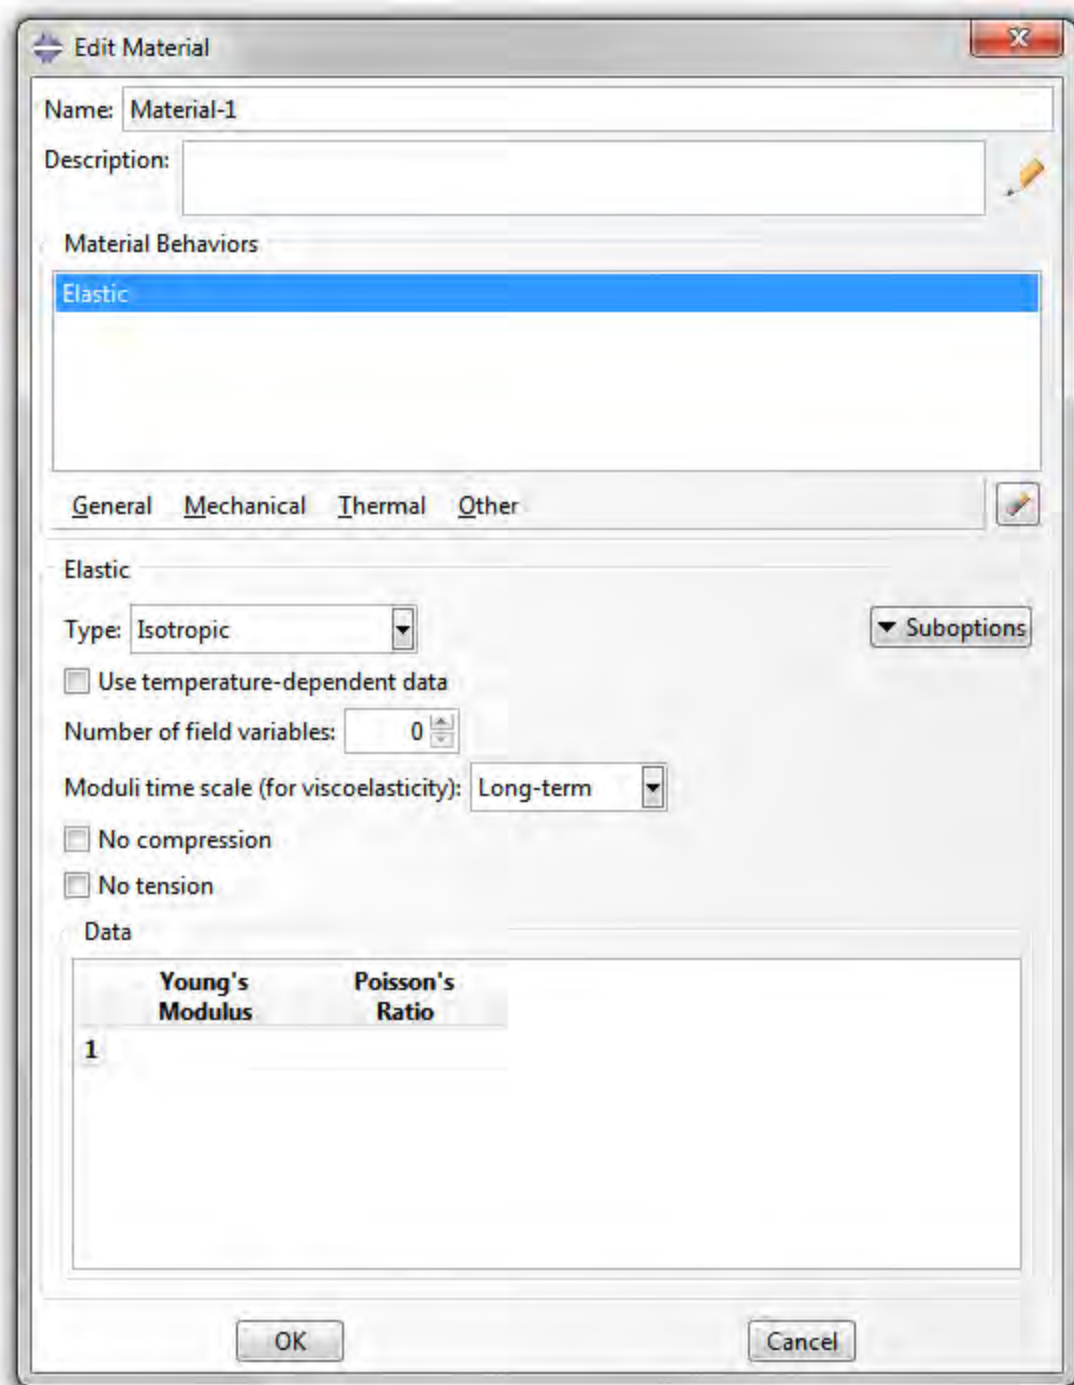 Edit Material
Name: Material-1
Description:
Material Behaviors
Elastic
General Mechanical Thermal Other
Elastic
Type: Isotropic Suboptions
Use temperature-dependent data
Number of field variables: 0
Moduli time scale (for viscoelasticity): Long-term
No compression
No tension
Data
Young's Poisson's
Modulus Ratio
1
OK Cancel